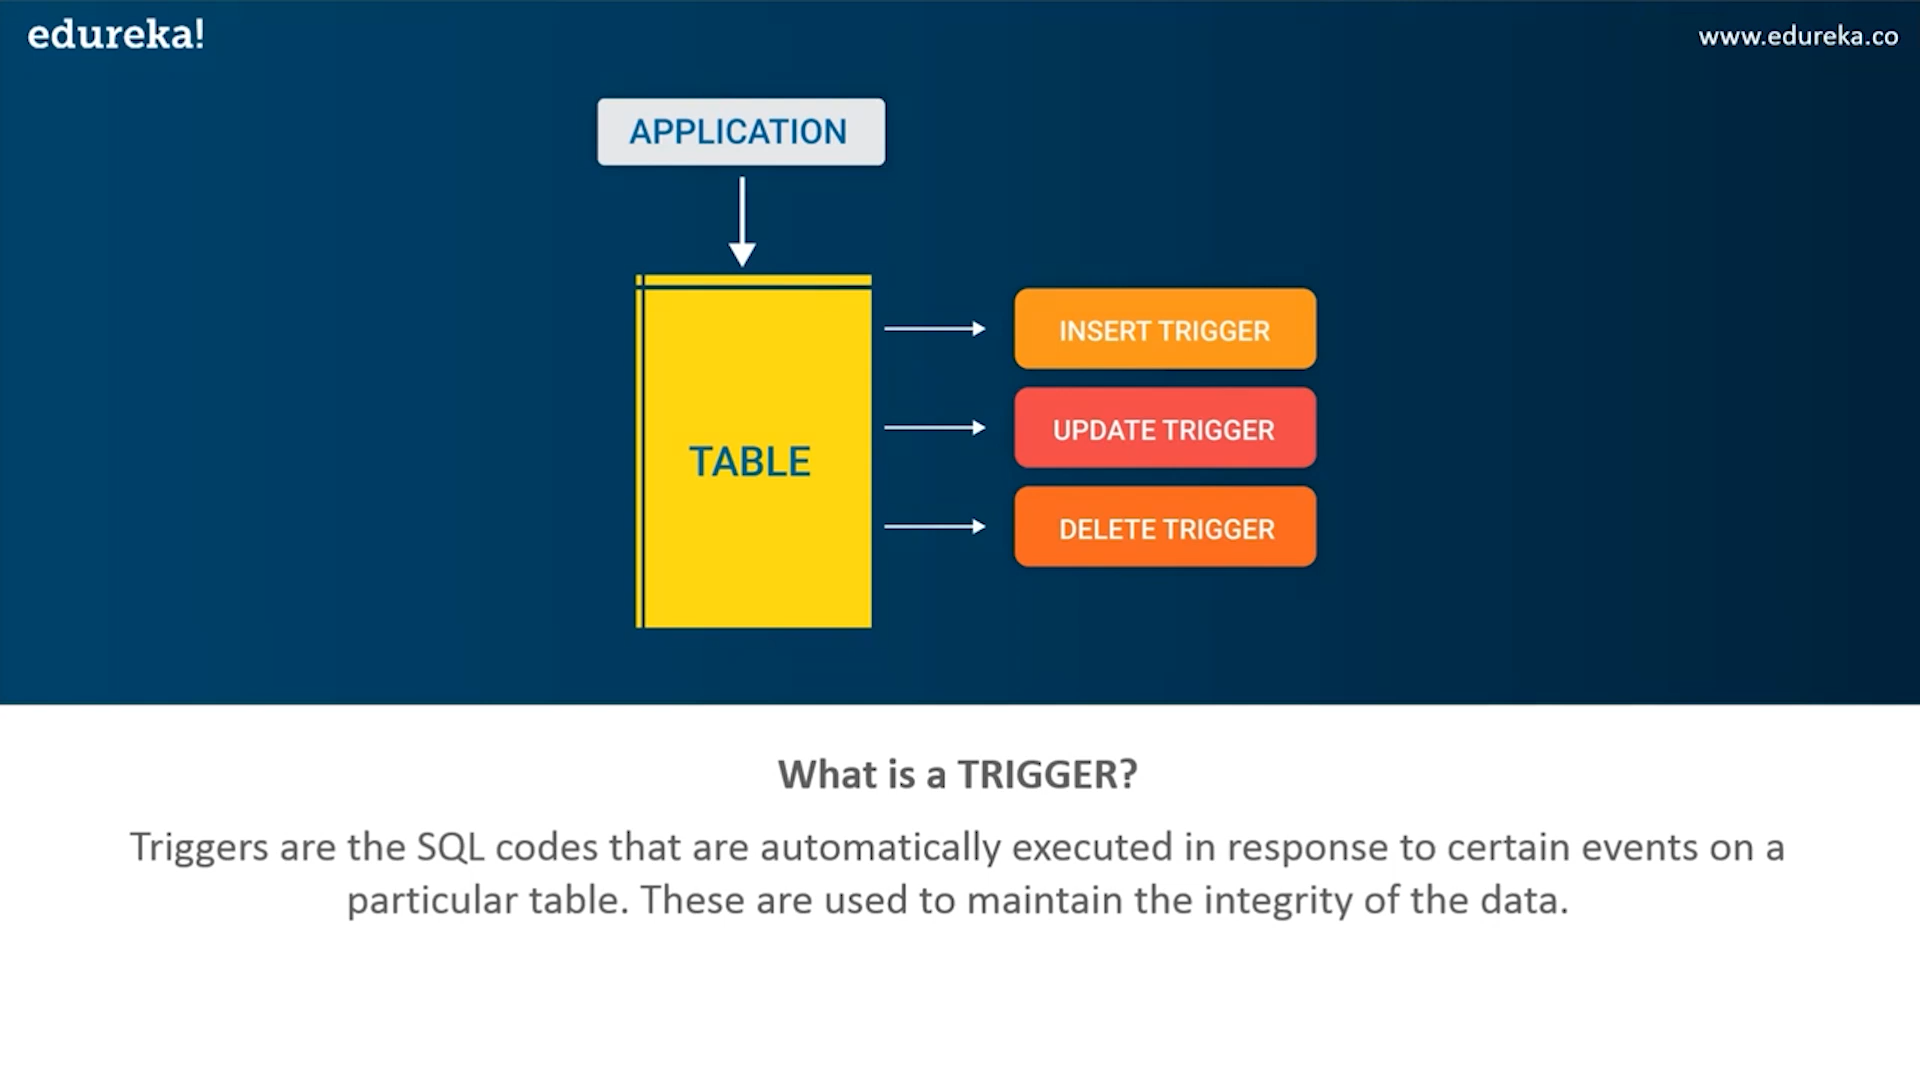 edureka!
www.edureka.co
APPLICATION
TABLE
INSERT TRIGGER
UPDATE TRIGGER
DELETE TRIGGER
What is a TRIGGER?
Triggers are the SQL codes that are automatically executed in response to certain events on a
particular table. These are used to maintain the integrity of the data.